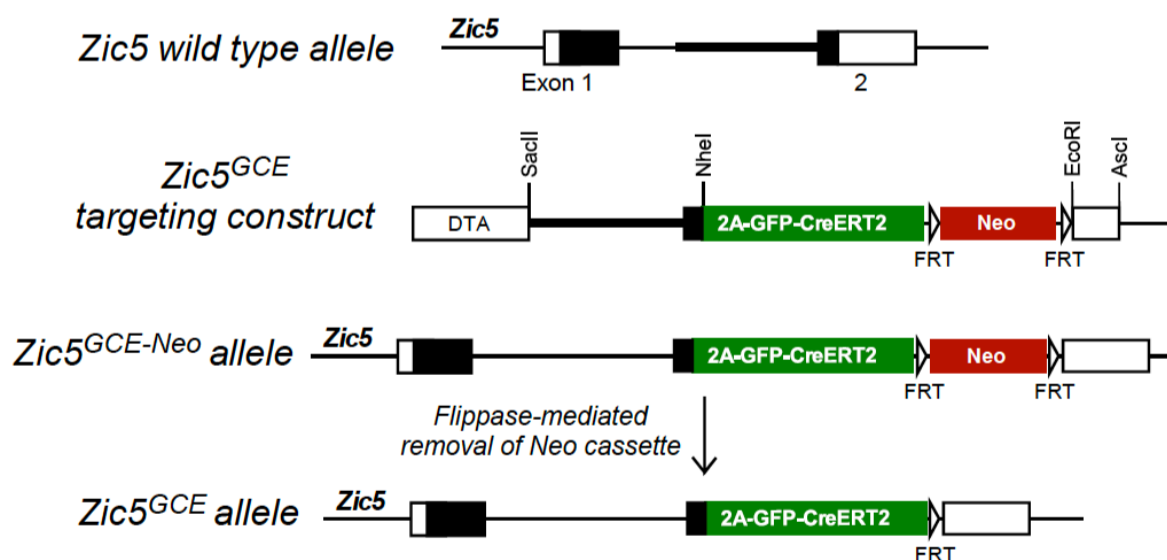 Zic5 wild type allele
Zic5
Exon 1
2
Zic5GCE
targeting construct
SacII
NheI
EcoRI
AscI
DTA
2A-GFP-CreERT2
Neo
FRT
FRT
Zic5GCE-Neo allele
Zic5
2A-GFP-CreERT2
Neo
FRT
FRT
Flippase-mediated
removal of Neo cassette
Zic5GCE allele
Zic5
2A-GFP-CreERT2
FRT